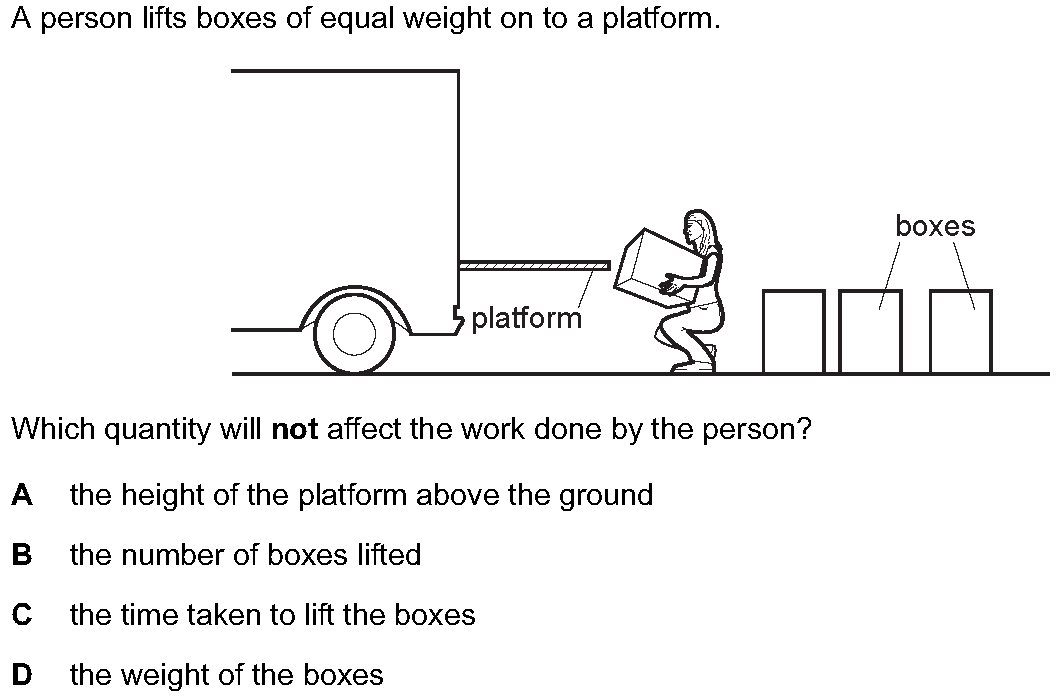 A person lifts boxes of equal weight on to a platform.
boxes
platform
Which quantity will not affect the work done by the person?
A the height of the platform above the ground
B the number of boxes lifted
C the time taken to lift the boxes
D the weight of the boxes